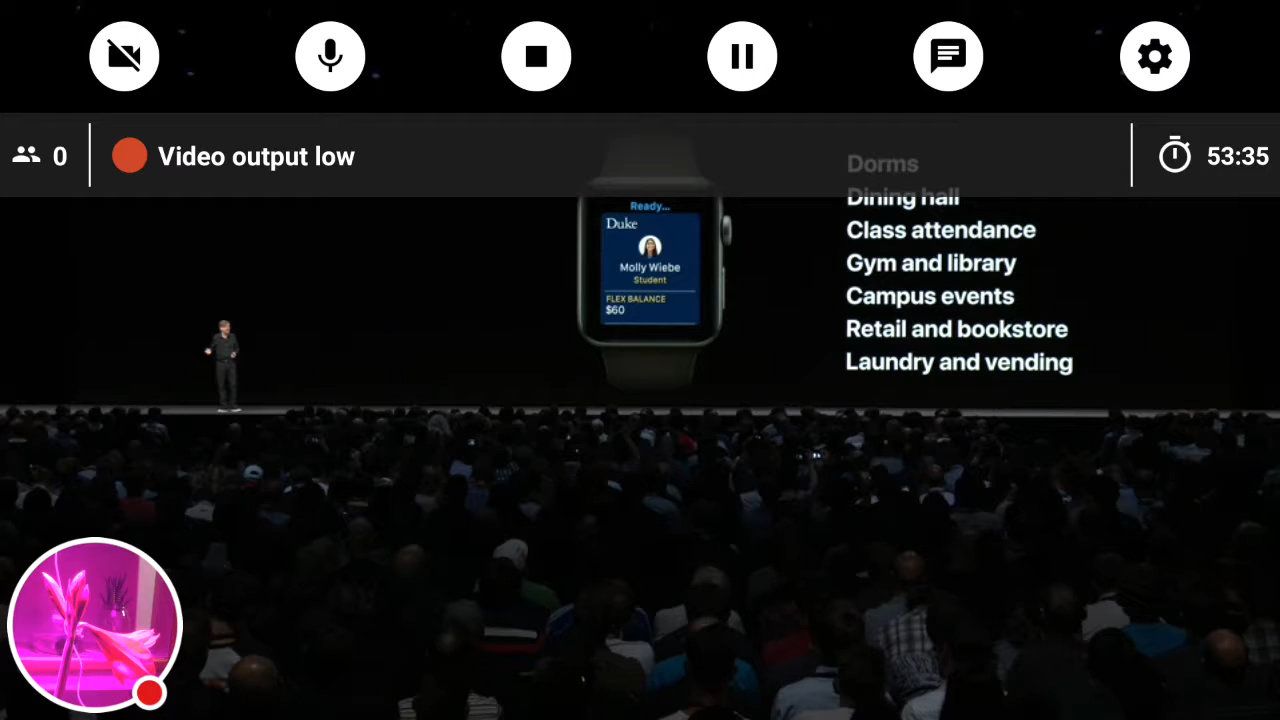 0
Video output low
53:35
Dorms
Dining hall
Class attendance
Gym and library
Campus events
Retail and bookstore
Laundry and vending
Ready...
Duke
Molly Wiebe
Student
FLEX BALANCE
$60